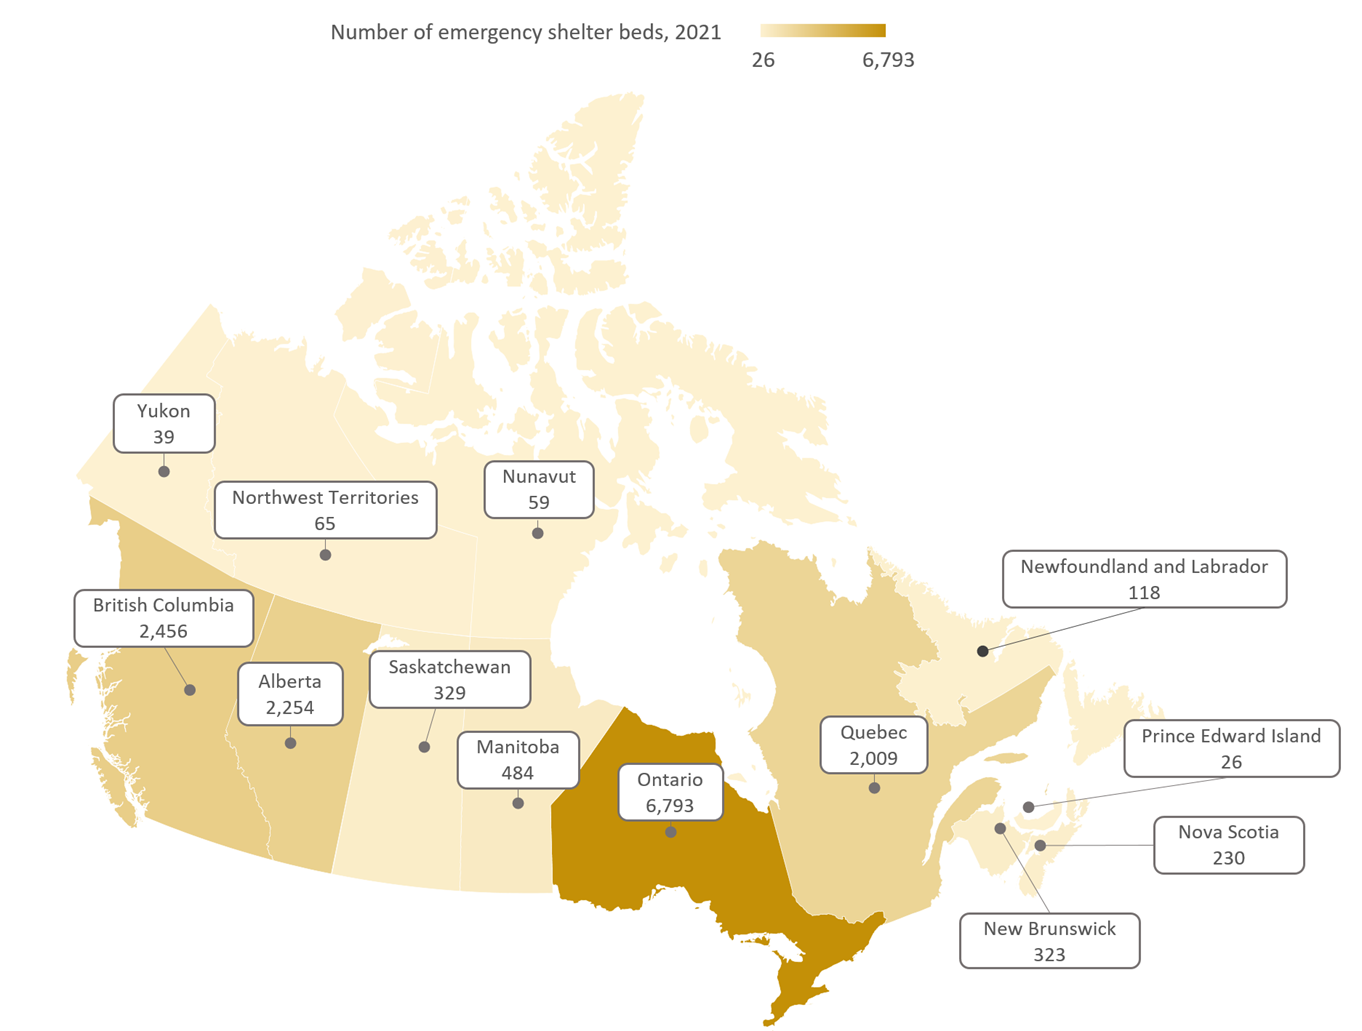 Number of emergency shelter beds, 2021
26 6,793
Yukon
39
Northwest Territories
65
Nunavut
59
Newfoundland and Labrador
118
British Columbia
2,456
Alberta
2,254
Saskatchewan
329
Manitoba
484
Ontario
6,793
Quebec
2,009
Prince Edward Island
26
Nova Scotia
230
New Brunswick
323